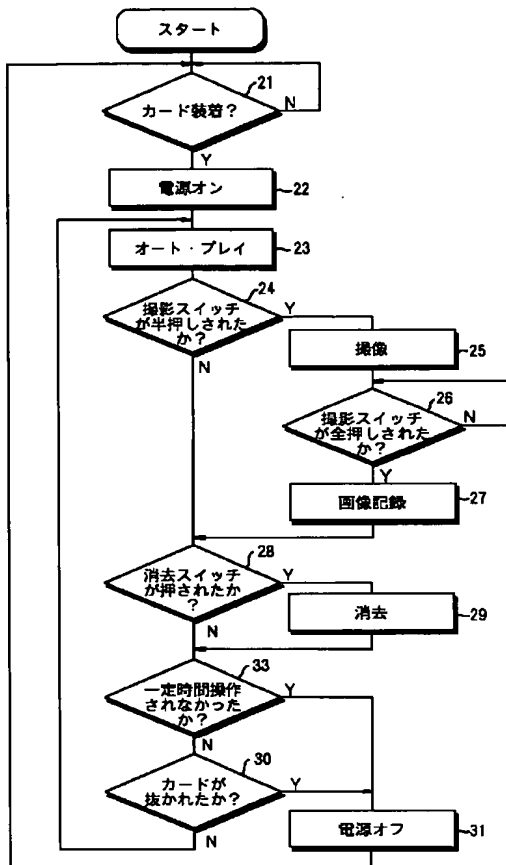 スタート
21
カード装着?
N
Y
電源オン
22
オート・プレイ
23
24
撮影スイッチ
が半押しされた
か?
Y
N
撮像
25
26
撮影スイッチ
が全押しされた
か?
N
Y
画像記録
27
28
消去スイッチ
が押されたか
?
Y
N
消去
29
33
一定時間操作
されなかった
か?
Y
N
30
カードが
抜かれたか?
Y
N
電源オフ
31